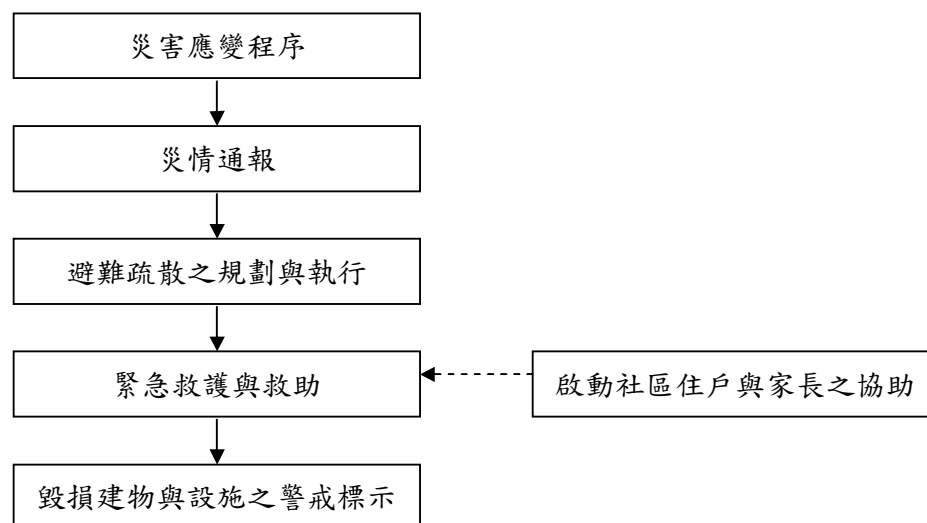 災害應變程序
災情通報
避難疏散之規劃與執行
緊急救護與救助
啟動社區住戶與家長之協助
毀損建物與設施之警戒標示